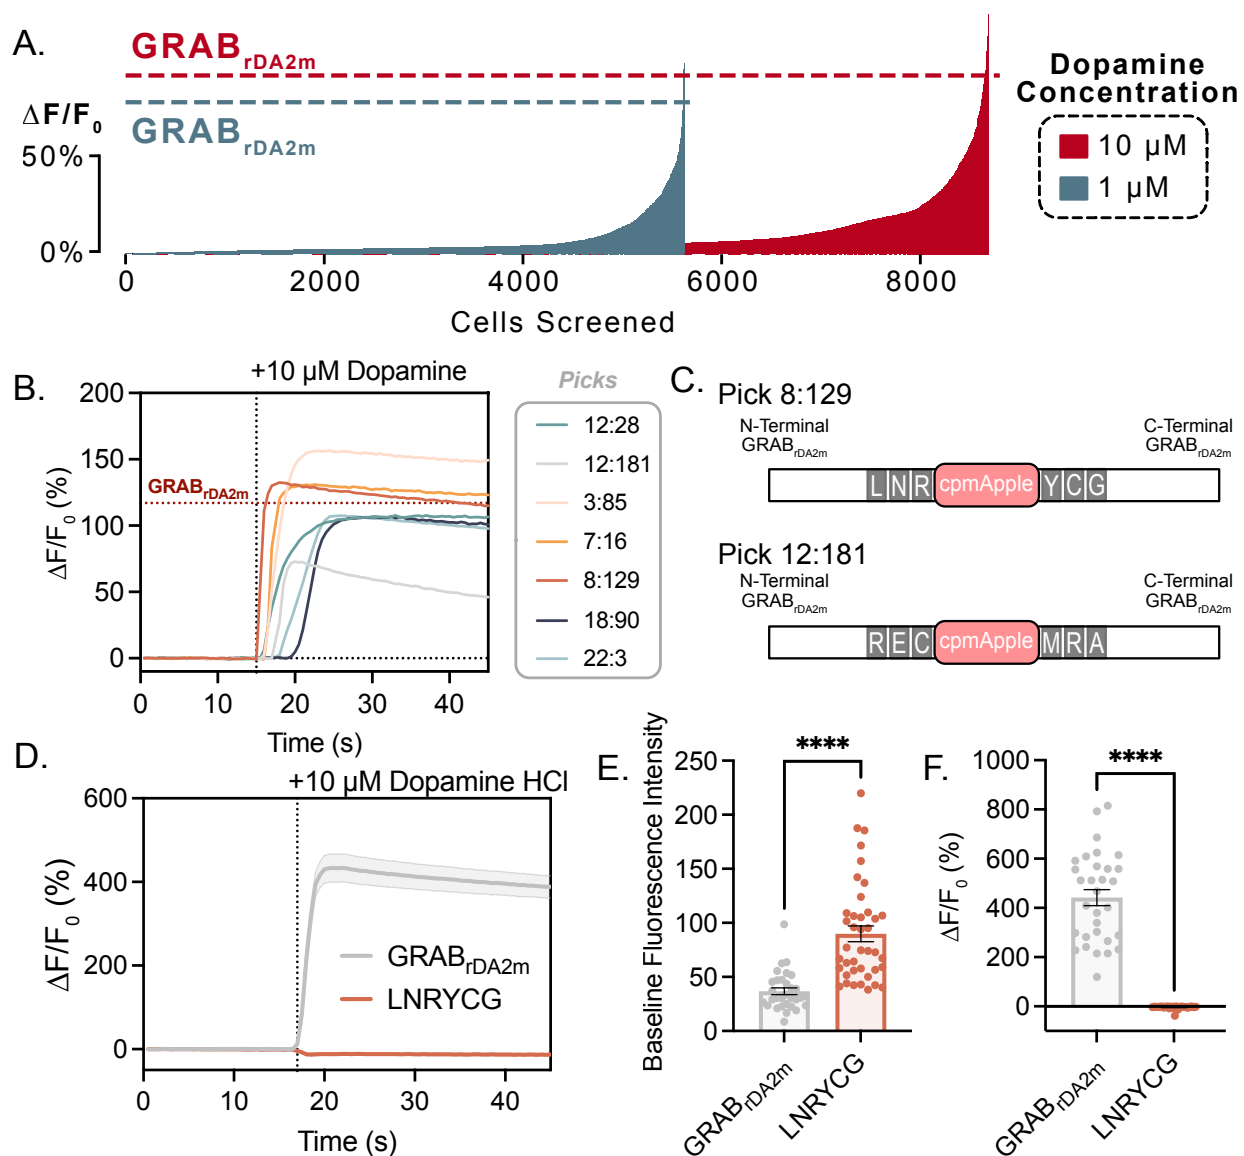 A.
GRAB rDA2m
GRAB rDA2m
ΔF/F0
50%
0%
0 2000 4000 6000 8000
Cells Screened
Dopamine
Concentration
10 µM
1 µM
B.
+10 µM Dopamine
ΔF/F0 (%)
200
150
100
50
0
GRABrDA2m
0 10 20 30 40
Time (s)
Picks
12:28
12:181
3:85
7:16
8:129
18:90
22:3
C.
Pick 8:129
N-Terminal
GRABrDA2m
C-Terminal
GRABrDA2m
L N R cpmApple Y C G
Pick 12:181
N-Terminal
GRABrDA2m
C-Terminal
GRABrDA2m
R E C cpmApple M R A
D.
+10 µM Dopamine HCl
ΔF/F0 (%)
600
400
200
0
GRABrDA2m
LNRYCG
0 10 20 30 40
Time (s)
E.
Baseline Fluorescence Intensity
250
200
150
100
50
0
****
GRABrDA2m
LNRYCG
F.
ΔF/F0 (%)
1000
800
600
400
200
0
****
GRABrDA2m
LNRYCG